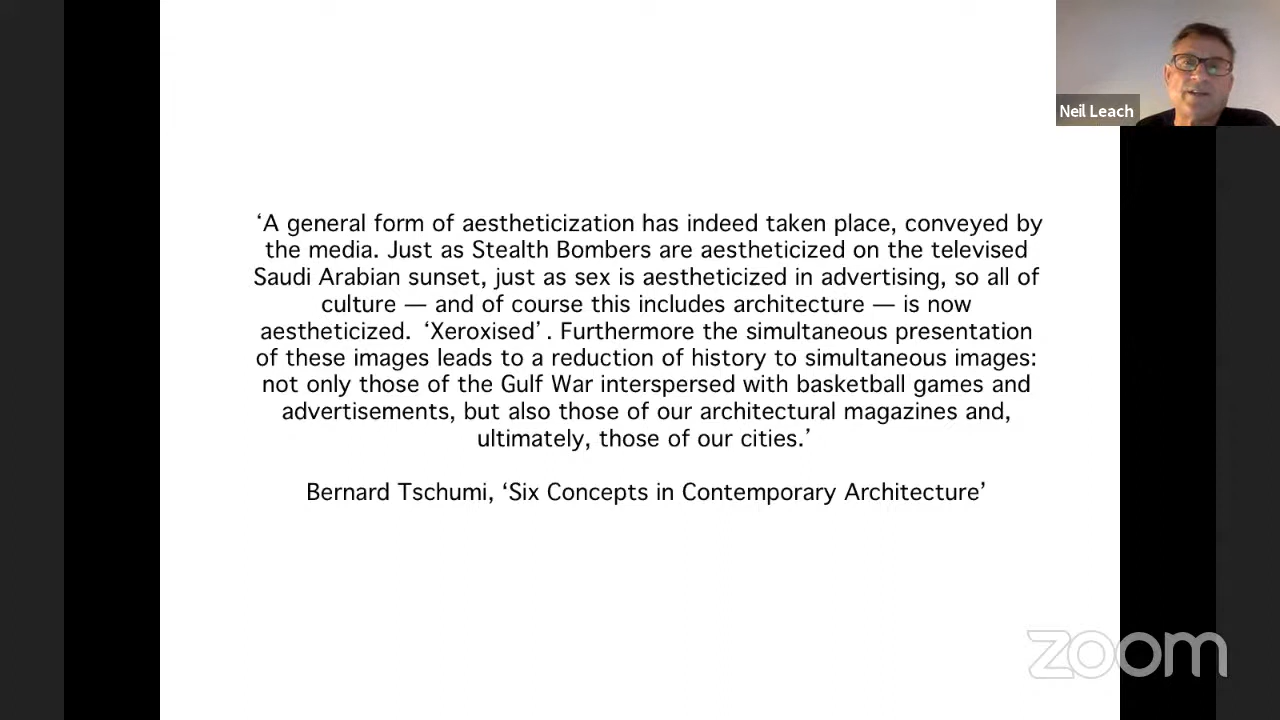 Neil Leach
‘A general form of aestheticization has indeed taken place, conveyed by
the media. Just as Stealth Bombers are aestheticized on the televised
Saudi Arabian sunset, just as sex is aestheticized in advertising, so all of
culture — and of course this includes architecture — is now
aestheticized. ‘Xeroxised’. Furthermore the simultaneous presentation
of these images leads to a reduction of history to simultaneous images:
not only those of the Gulf War interspersed with basketball games and
advertisements, but also those of our architectural magazines and,
ultimately, those of our cities.’
Bernard Tschumi, ‘Six Concepts in Contemporary Architecture’
zoom